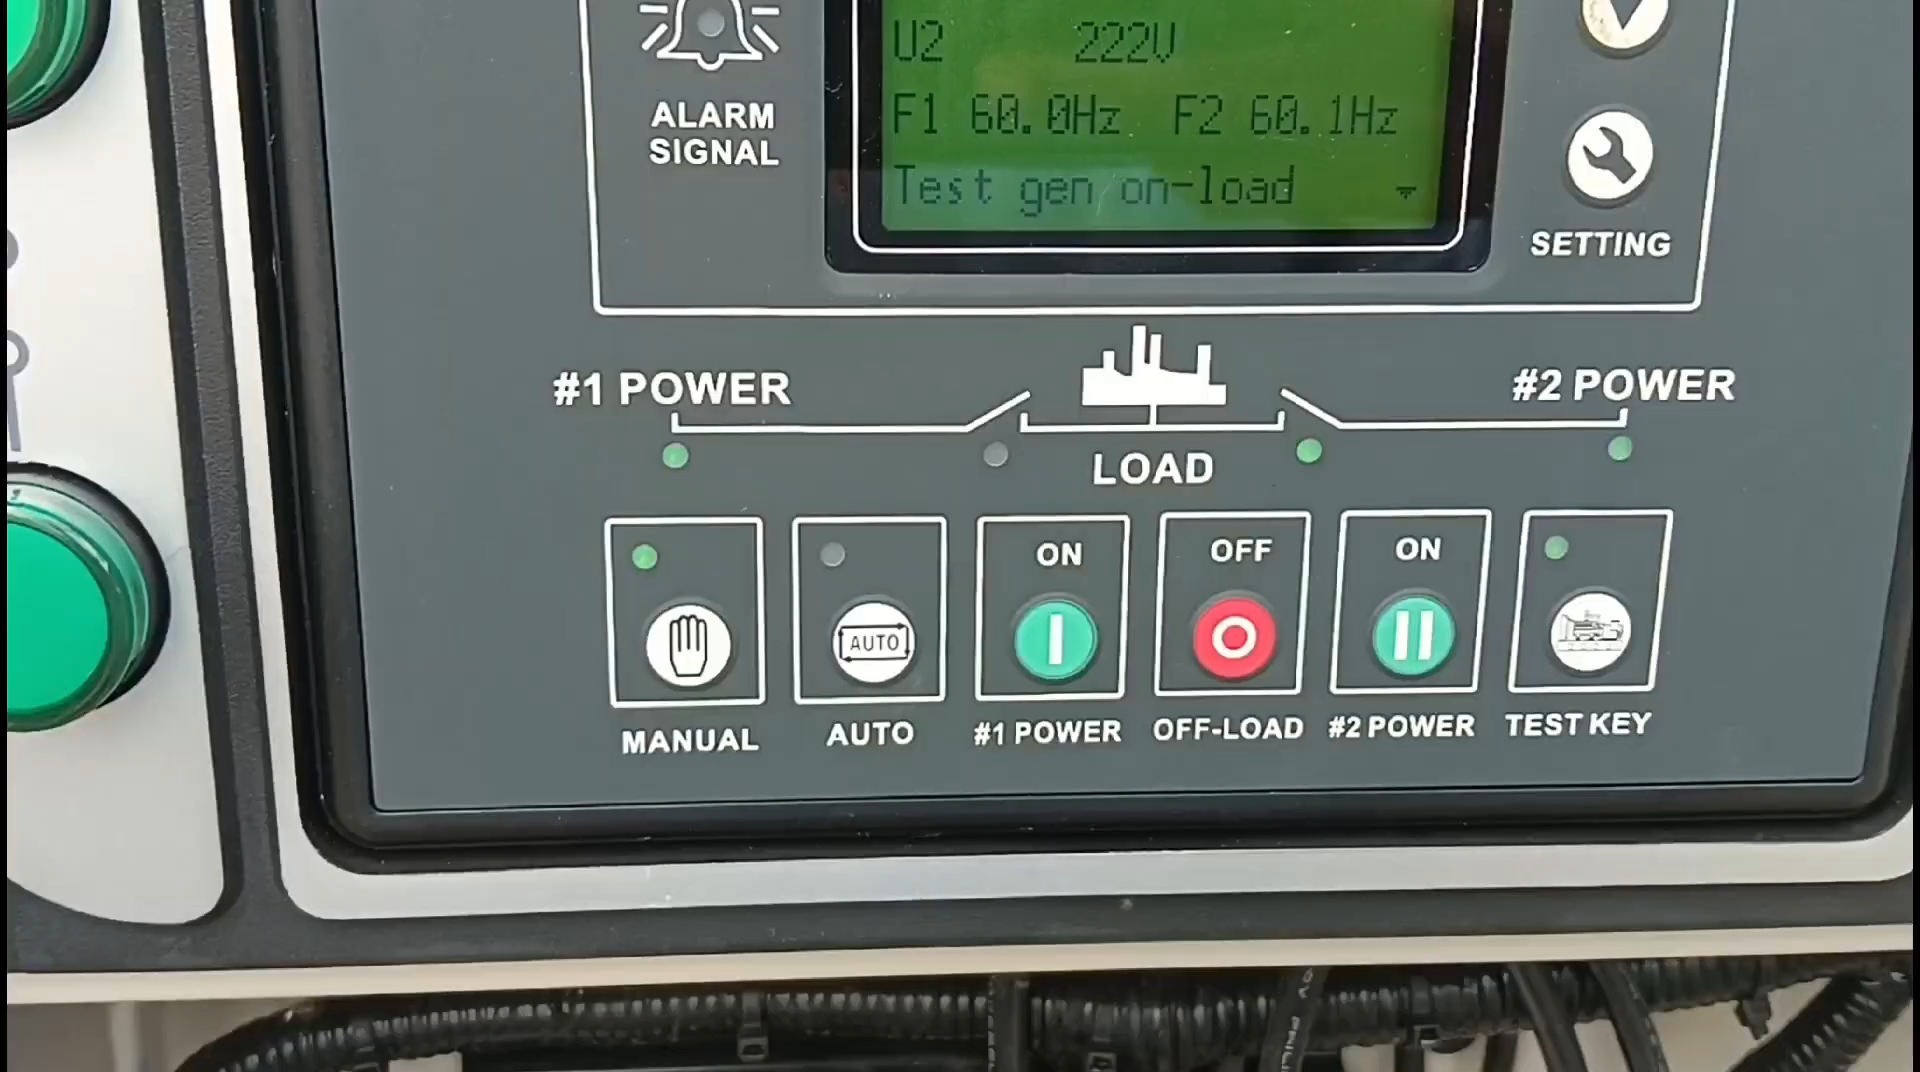 U2 222V
F1 60.0Hz F2 60.1Hz
Test gen on-load
ALARM
SIGNAL
SETTING
#1 POWER
#2 POWER
LOAD
ON
OFF
ON
AUTO
MANUAL
AUTO
#1 POWER
OFF-LOAD
#2 POWER
TEST KEY